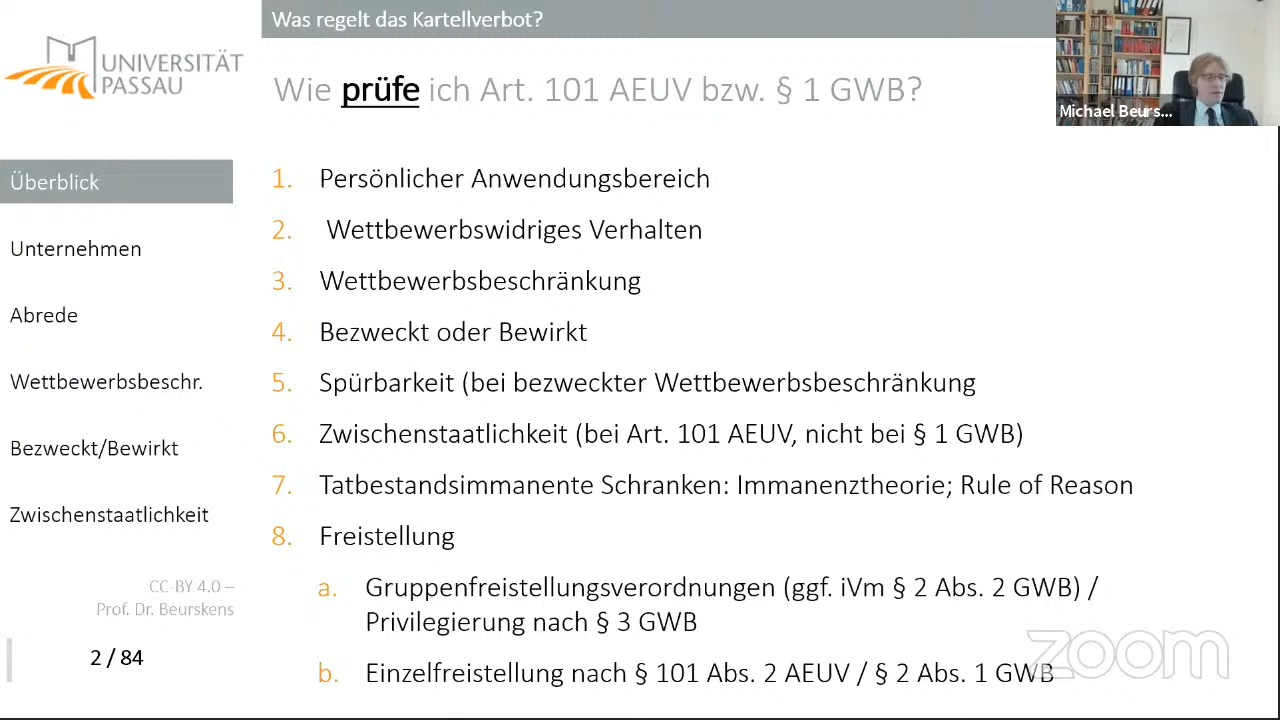 Was regelt das Kartellverbot?
UNIVERSITÄT
PASSAU
Wie prüfe ich Art. 101 AEUV bzw. § 1 GWB?
Michael Beurs...
Überblick
Unternehmen
Abrede
Wettbewerbsbeschr.
Bezweckt/Bewirkt
Zwischenstaatlichkeit
CC-BY 4.0 –
Prof. Dr. Beurskens
2 / 84
1. Persönlicher Anwendungsbereich
2. Wettbewerbswidriges Verhalten
3. Wettbewerbsbeschränkung
4. Bezweckt oder Bewirkt
5. Spürbarkeit (bei bezweckter Wettbewerbsbeschränkung
6. Zwischenstaatlichkeit (bei Art. 101 AEUV, nicht bei § 1 GWB)
7. Tatbestandsimmanente Schranken: Immanenztheorie; Rule of Reason
8. Freistellung
a. Gruppenfreistellungsverordnungen (ggf. iVm § 2 Abs. 2 GWB) /
Privilegierung nach § 3 GWB
b. Einzelfreistellung nach § 101 Abs. 2 AEUV / § 2 Abs. 1 GWB
zoom